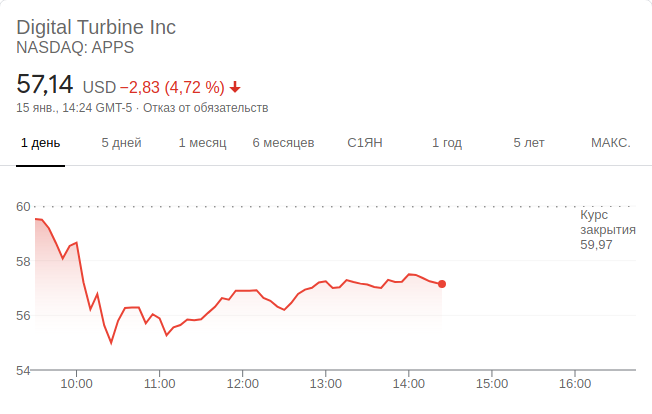 Digital Turbine Inc
NASDAQ: APPS
57,14 USD −2,83 (4,72 %)
15 янв., 14:24 GMT-5 · Отказ от обязательств
1 день 5 дней 1 месяц 6 месяцев С1ЯН 1 год 5 лет МАКС.
60
Курс
закрытия
59,97
58
56
54
10:00 11:00 12:00 13:00 14:00 15:00 16:00